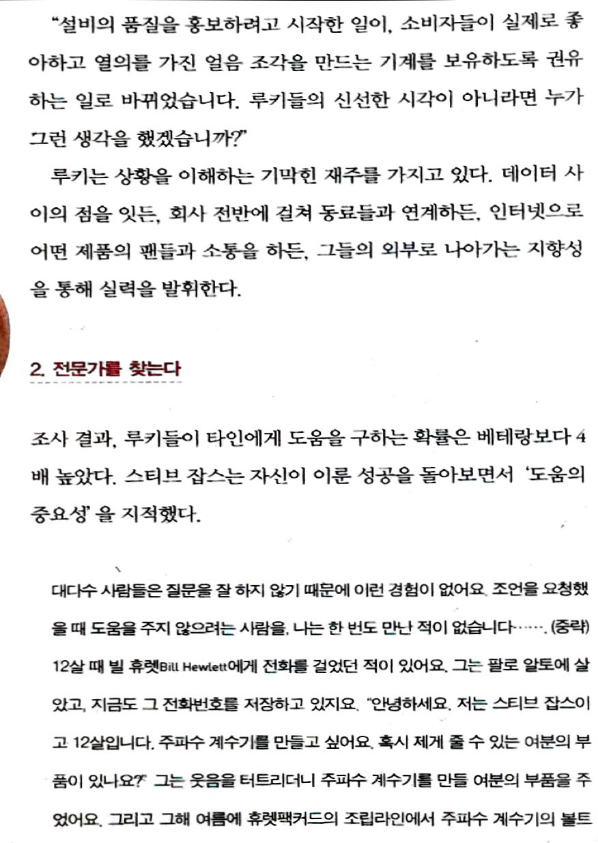 “설비의 품질을 홍보하려고 시작한 일이, 소비자들이 실제로 좋
아하고 열의를 가진 얼음 조각을 만드는 기계를 보유하도록 권유
하는 일로 바뀌었습니다. 루키들의 신선한 시각이 아니라면 누가
그런 생각을 했겠습니까?”
루키는 상황을 이해하는 기막힌 재주를 가지고 있다. 데이터 사
이의 점을 잇든, 회사 전반에 걸쳐 동료들과 연계하든, 인터넷으로
어떤 제품의 팬들과 소통을 하든, 그들의 외부로 나아가는 지향성
을 통해 실력을 발휘한다.
2. 전문가를 찾는다
조사 결과, 루키들이 타인에게 도움을 구하는 확률은 베테랑보다 4
배 높았다. 스티브 잡스는 자신이 이룬 성공을 돌아보면서 ‘도움의
중요성’을 지적했다.
대다수 사람들은 질문을 잘 하지 않기 때문에 이런 경험이 없어요. 조언을 요청했
을 때 도움을 주지 않으려는 사람을, 나는 한 번도 만난 적이 없습니다……. (중략)
12살 때 빌 휴렛Bill Hewlett에게 전화를 걸었던 적이 있어요. 그는 팔로 알토에 살
았고, 지금도 그 전화번호를 저장하고 있지요. “안녕하세요. 저는 스티브 잡스이
고 12살입니다. 주파수 계수기를 만들고 싶어요. 혹시 제게 줄 수 있는 여분의 부
품이 있나요?” 그는 웃음을 터트리더니 주파수 계수기를 만들 여분의 부품을 주
었어요. 그리고 그해 여름에 휴렛팩커드의 조립라인에서 주파수 계수기의 볼트